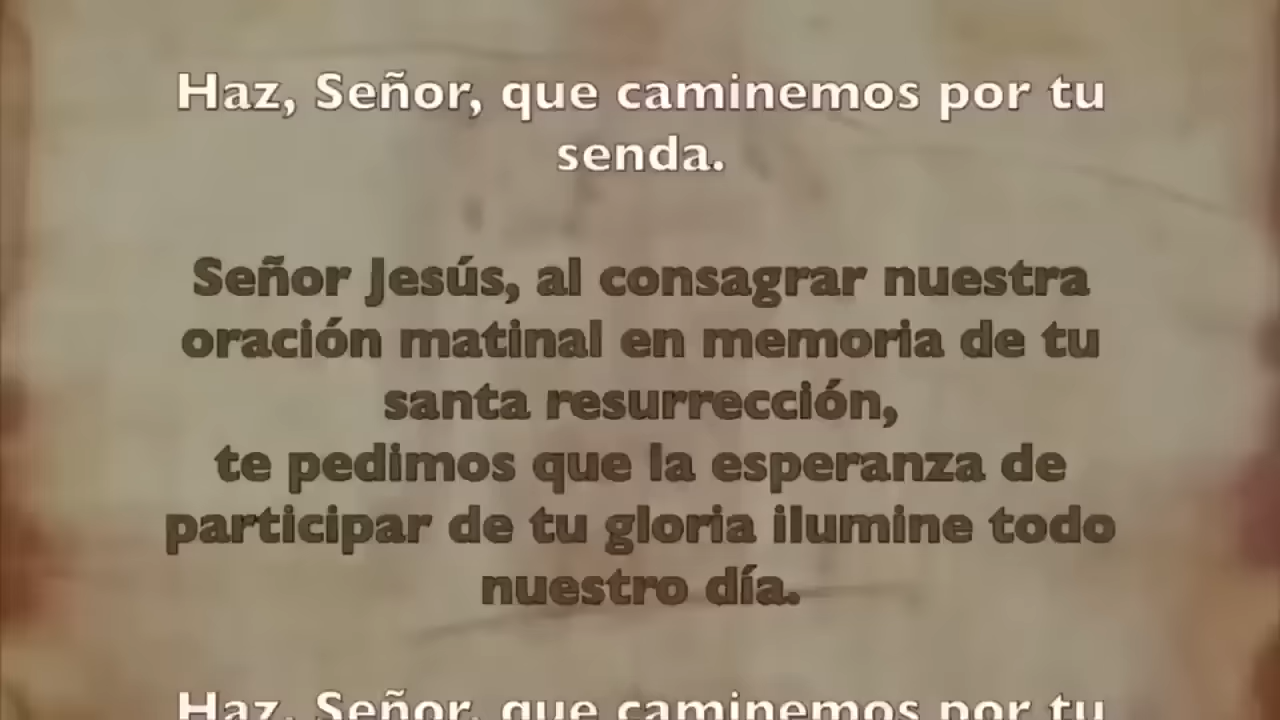 Haz, Señor, que caminemos por tu
senda.
Señor Jesús, al consagrar nuestra
oración matinal en memoria de tu
santa resurrección,
te pedimos que la esperanza de
participar de tu gloria ilumine todo
nuestro día.
Haz, Señor, que caminemos por tu